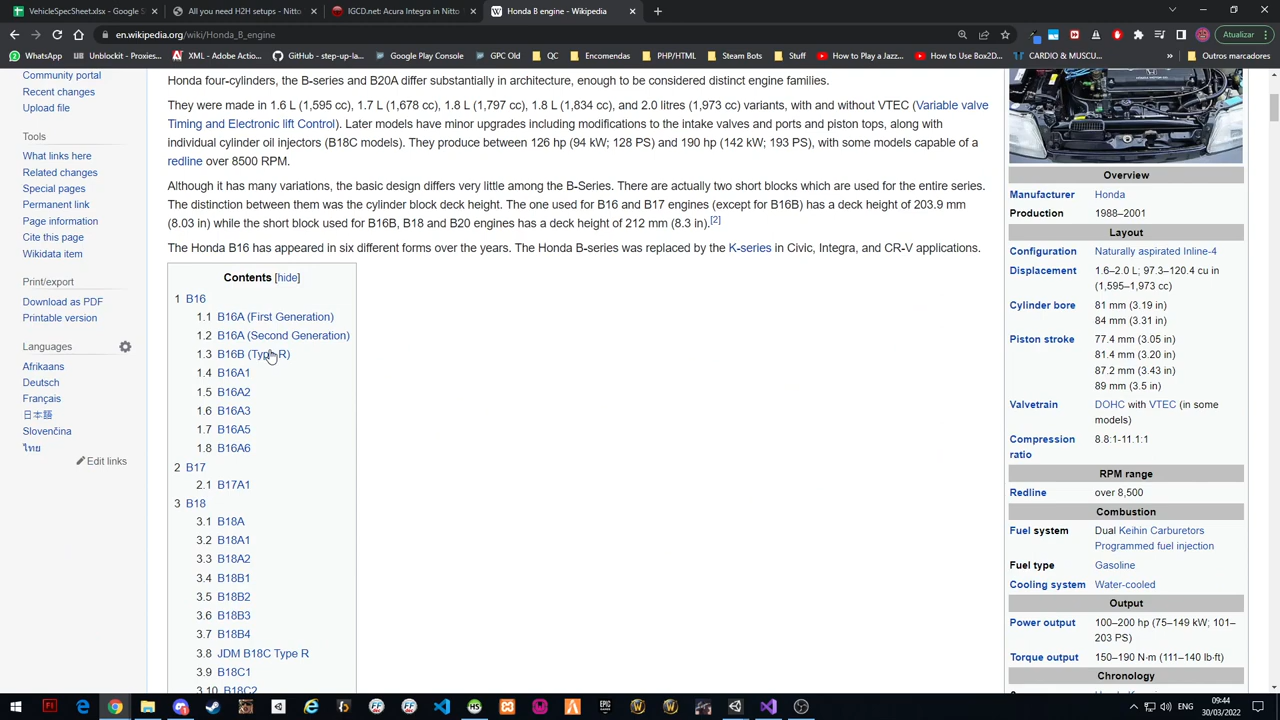 VehicleSpecSheet.xlsx - Google S
All you need H2H setups - Nitto
IGCD.net: Acura Integra in Nitto
Honda B engine - Wikipedia
en.wikipedia.org/wiki/Honda_B_engine
Atualizar
WhatsApp
Unblockit - Proxies...
XML - Adobe Actio...
GitHub - step-soft...
Google Play Console
GPC Old
QC
Encomendas
PHP/HTML
Steam Bots
Stuff
How to Play a Jazz...
How to Use Box2D...
CARDIO & MUSCU...
»
Outros marcadores
Community portal
Recent changes
Upload file
Tools
What links here
Related changes
Special pages
Permanent link
Page information
Cite this page
Wikidata item
Print/export
Download as PDF
Printable version
Languages
Afrikaans
Deutsch
Français
日本語
Slovenčina
ไทย
Edit links
Honda four-cylinders, the B-series and B20A differ substantially in architecture, enough to be considered distinct engine families.
They were made in 1.6 L (1,595 cc), 1.7 L (1,678 cc), 1.8 L (1,797 cc), 1.8 L (1,834 cc), and 2.0 litres (1,973 cc) variants, with and without VTEC (Variable valve
Timing and Electronic lift Control). Later models have minor upgrades including modifications to the intake valves and ports and piston tops, along with
individual cylinder oil injectors (B18C models). They produce between 126 hp (94 kW; 128 PS) and 190 hp (142 kW; 193 PS), with some models capable of a
redline over 8500 RPM.
Although it has many variations, the basic design differs very little among the B-Series. There are actually two short blocks which are used for the entire series.
The distinction between them was the cylinder block deck height. The one used for B16 and B17 engines (except for B16B) has a deck height of 203.9 mm
(8.03 in) while the short block used for B16B, B18 and B20 engines has a deck height of 212 mm (8.3 in).[2]
The Honda B16 has appeared in six different forms over the years. The Honda B-series was replaced by the K-series in Civic, Integra, and CR-V applications.
Contents [hide]
1 B16
1.1 B16A (First Generation)
1.2 B16A (Second Generation)
1.3 B16B (Type R)
1.4 B16A1
1.5 B16A2
1.6 B16A3
1.7 B16A5
1.8 B16A6
2 B17
2.1 B17A1
3 B18
3.1 B18A
3.2 B18A1
3.3 B18A2
3.4 B18B1
3.5 B18B2
3.6 B18B3
3.7 B18B4
3.8 JDM B18C Type R
3.9 B18C1
3.10 B18C2
Overview
Manufacturer Honda
Production 1988–2001
Layout
Configuration Naturally aspirated Inline-4
Displacement 1.6–2.0 L; 97.3–120.4 cu in
(1,595–1,973 cc)
Cylinder bore 81 mm (3.19 in)
84 mm (3.31 in)
Piston stroke 77.4 mm (3.05 in)
81.4 mm (3.20 in)
87.2 mm (3.43 in)
89 mm (3.5 in)
Valvetrain DOHC with VTEC (in some
models)
Compression 8.8:1-11.1:1
ratio
RPM range
Redline over 8,500
Combustion
Fuel system Dual Keihin Carburetors
Programmed fuel injection
Fuel type Gasoline
Cooling system Water-cooled
Output
Power output 100–200 hp (75–149 kW; 101–
203 PS)
Torque output 150–190 N·m (111–140 lb·ft)
Chronology
ENG
09:44
30/03/2022